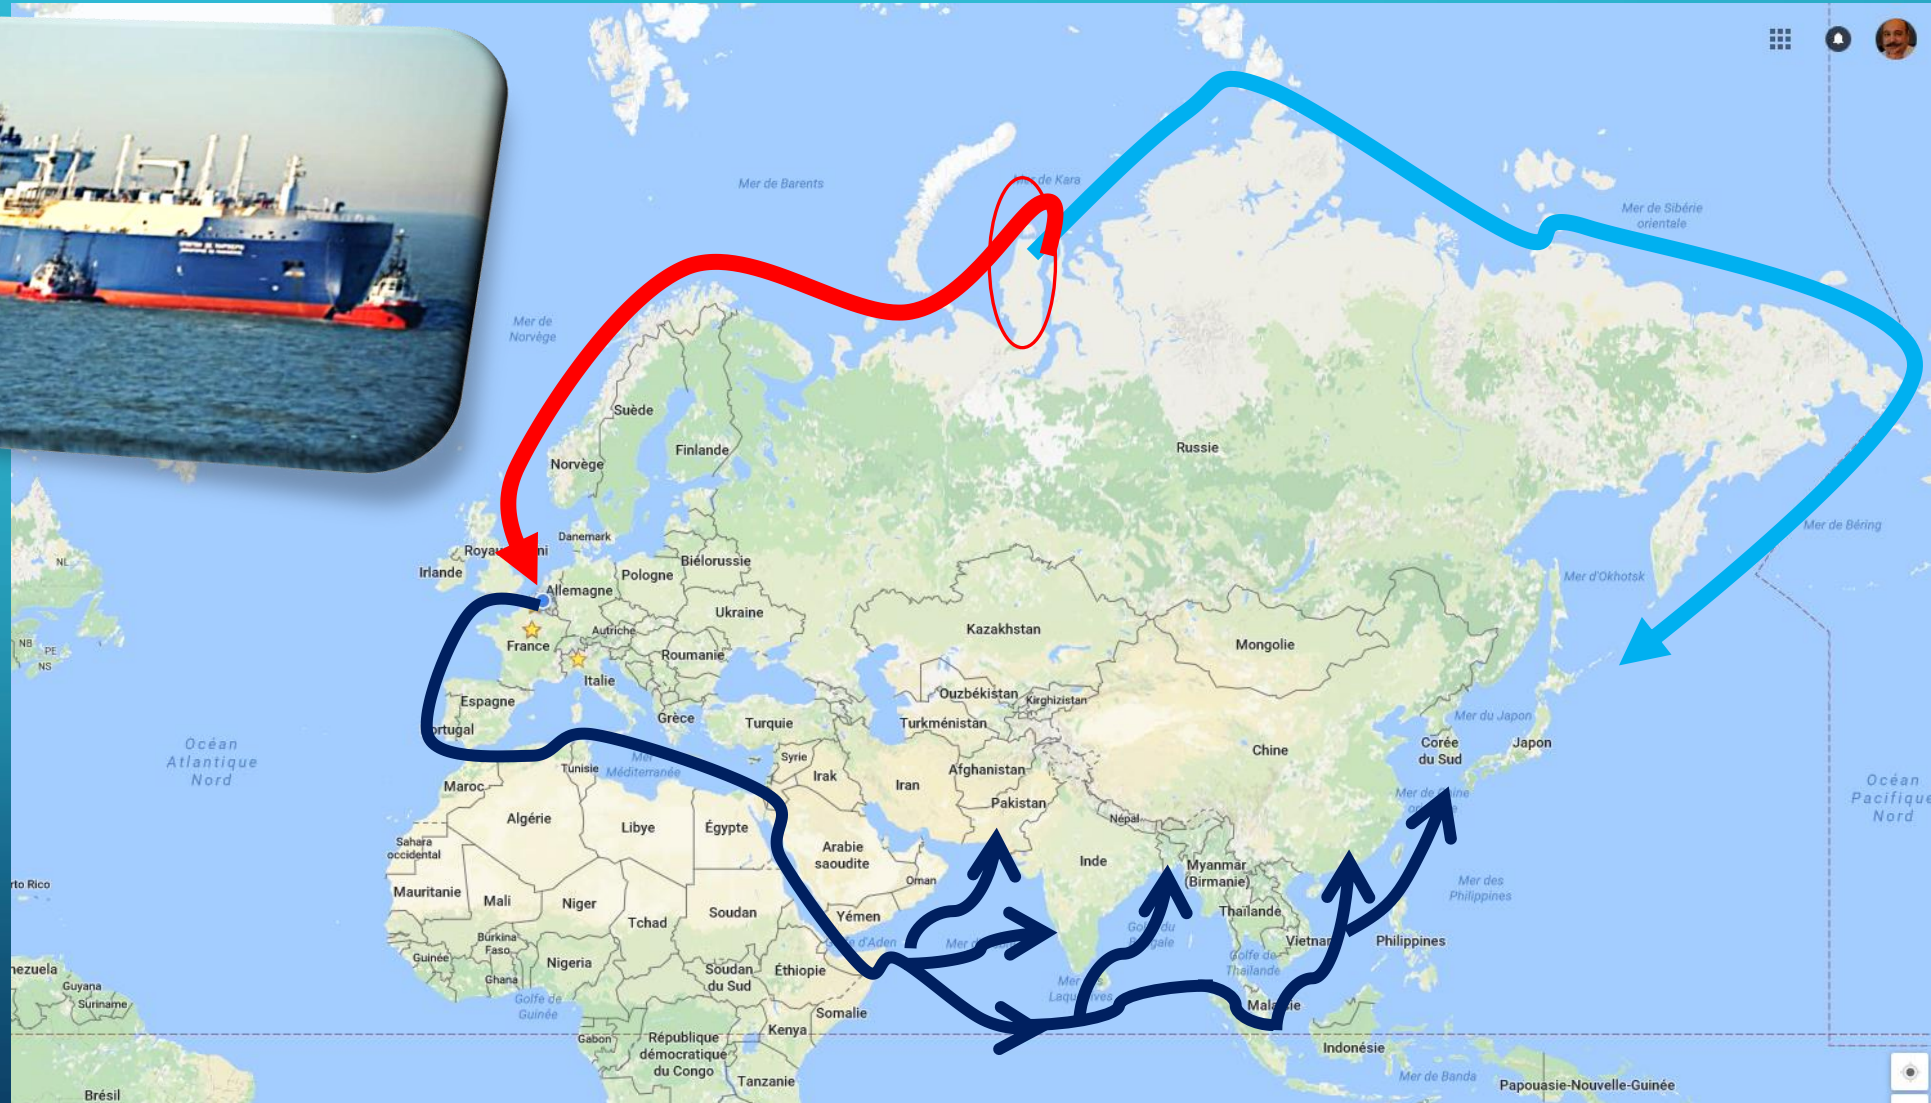 Mer de Barents
de Kara
Mer de Sibérie
orientale
Mer de
Norvège
Suède
Finlande
Russie
Norvège
Mer de Béring
Danemark
Irlande
Biélorussie
Pologne
Allemagne
Mer d'Okhotsk
NL
Ukraine
Kazakhstan
Mongolie
Autriche
France
Roumanie
NB
PE
NS
Italie
Espagne
Ouzbékistan
Kirghizistan
Grèce
Turquie
Turkménistan
Mer du Japon
ortugal
Océan
Atlantique
Nord
Corée
du Sud
Japon
Chine
Syrie
Tunisie
Mer
Méditerranée
Irak
Iran
Afghanistan
Maroc
Pakistan
Océan
Pacifique
Nord
Algérie
Libye
Égypte
Népal
Sahara
occidental
Arabie
saoudite
Inde
Myanmar
(Birmanie)
Oman
rto Rico
Mauritanie
Mali
Niger
Tchad
Soudan
Yémen
Thaïlande
Mer des
Philippines
Burkina
Faso
Guinée
Nigeria
Ghana
Soudan
du Sud
Éthiopie
Vietnam
Philippines
Golfe de
Thaïlande
nezuela
Guyana
Suriname
Golfe de
Guinée
Somalie
Gabon
République
démocratique
du Congo
Kenya
Indonésie
Tanzanie
Mer de Banda
Papouasie-Nouvelle-Guinée
Brésil